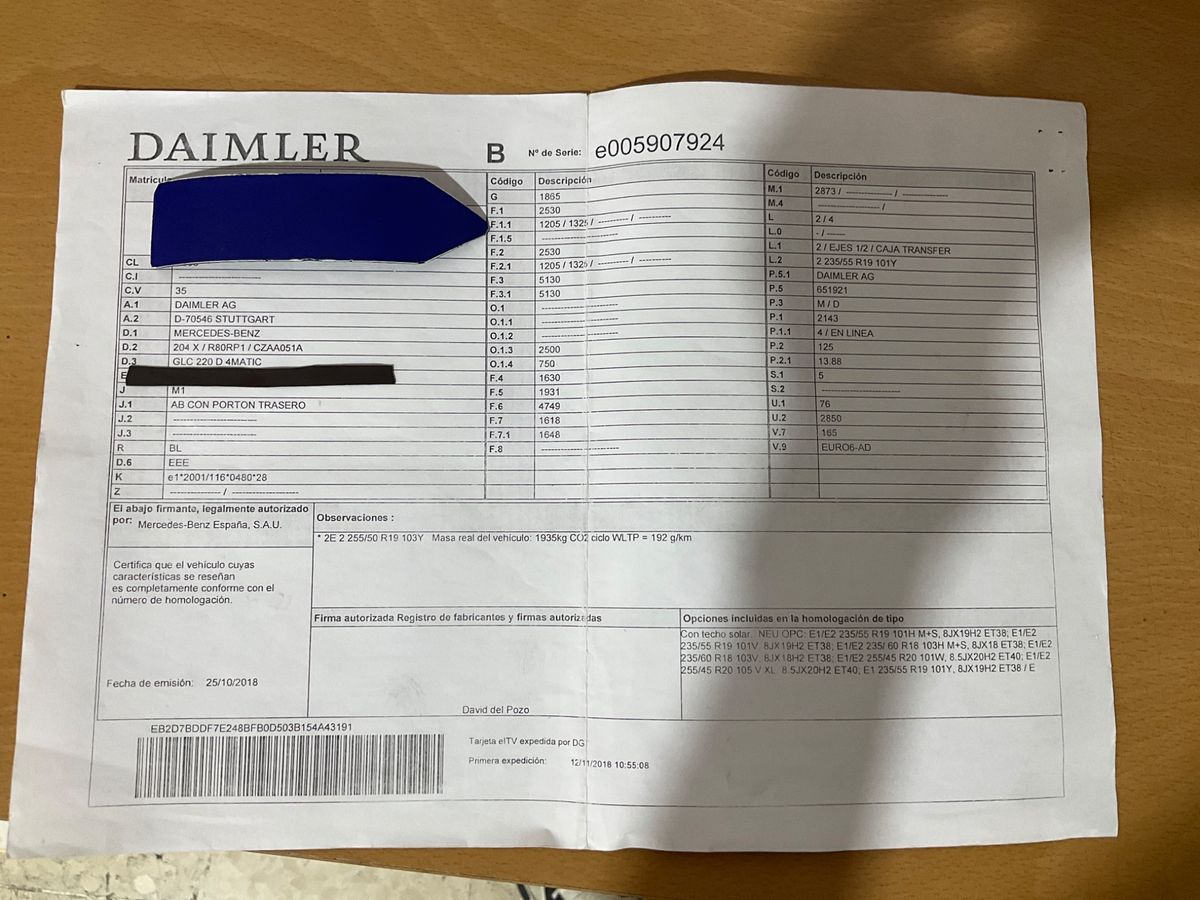 DAIMLER
B Nº de Serie: e005907924
Matrícula
CL
C.I -----------------------
C.V 35
A.1 DAIMLER AG
A.2 D-70546 STUTTGART
D.1 MERCEDES-BENZ
D.2 204 X / R80RP1 / CZAA051A
D.3 GLC 220 D 4MATIC
E
J M1
J.1 AB CON PORTON TRASERO
J.2 -----------------------
J.3 -----------------------
R BL
D.6 EEE
K e1*2001/116*0480*28
Z -------------- / ------------------
Código Descripción
G 1865
F.1 2530
F.1.1 1205 / 1325 / --------- / ---------
F.1.5 ---------------------
F.2 2530
F.2.1 1205 / 1325 / --------- / ---------
F.3 5130
F.3.1 5130
O.1 ---------------------
O.1.1 ---------------------
O.1.2 ---------------------
O.1.3 2500
O.1.4 750
F.4 1630
F.5 1931
F.6 4749
F.7 1618
F.7.1 1648
F.8 ---------------------
Código Descripción
M.1 2873 / ------------- / -------------
M.4 ------------------- /
L 2 / 4
L.0 - / ------
L.1 2 / EJES 1/2 / CAJA TRANSFER
L.2 2 235/55 R19 101Y
P.5.1 DAIMLER AG
P.5 651921
P.3 M / D
P.1 2143
P.1.1 4 / EN LINEA
P.2 125
P.2.1 13.88
S.1 5
S.2 ----------------------
U.1 76
U.2 2850
V.7 165
V.9 EURO6-AD
El abajo firmante, legalmente autorizado
por: Mercedes-Benz España, S.A.U.
Certifica que el vehículo cuyas
características se reseñan
es completamente conforme con el
número de homologación.
Fecha de emisión: 25/10/2018
Observaciones :
* 2E 2 255/50 R19 103Y Masa real del vehículo: 1935kg CO2 ciclo WLTP = 192 g/km
Firma autorizada Registro de fabricantes y firmas autorizadas
David del Pozo
Opciones incluidas en la homologación de tipo
Con techo solar. NEU OPC: E1/E2 235/55 R19 101H M+S, 8JX19H2 ET38; E1/E2
235/55 R19 101V, 8JX19H2 ET38; E1/E2 235/ 60 R18 103H M+S, 8JX18 ET38; E1/E2
235/60 R18 103V, 8JX18H2 ET38; E1/E2 255/45 R20 101W, 8.5JX20H2 ET40; E1/E2
255/45 R20 105 V XL. 8.5JX20H2 ET40, E1 235/55 R19 101Y, 8JX19H2 ET38 / E
EB2D7BDDF7E248BFB0D503B154A43191
Tarjeta eITV expedida por DGT
Primera expedición: 12/11/2018 10:55:08